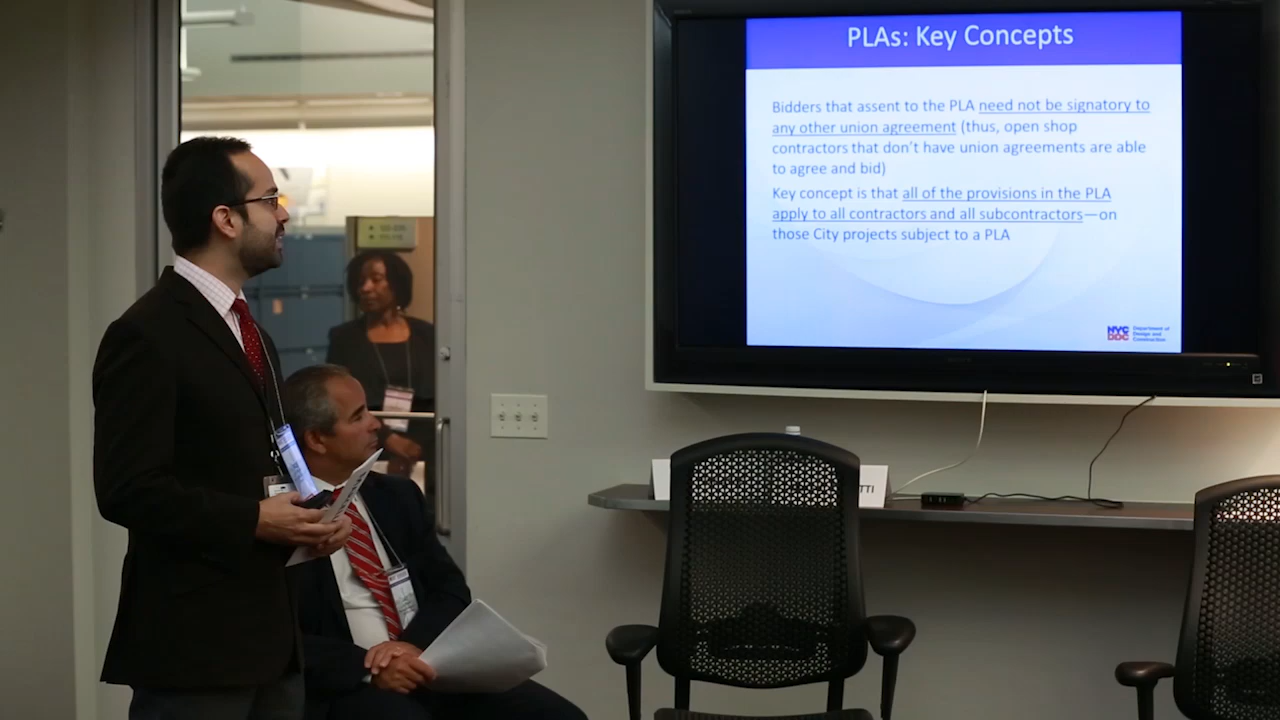 PLAs: Key Concepts
Bidders that assent to the PLA need not be signatory to
any other union agreement (thus, open shop
contractors that don't have union agreements are able
to agree and bid)
Key concept is that all of the provisions in the PLA
apply to all contractors and all subcontractors—on
those City projects subject to a PLA
NYC Department of
DDC Design and
Construction
TTI